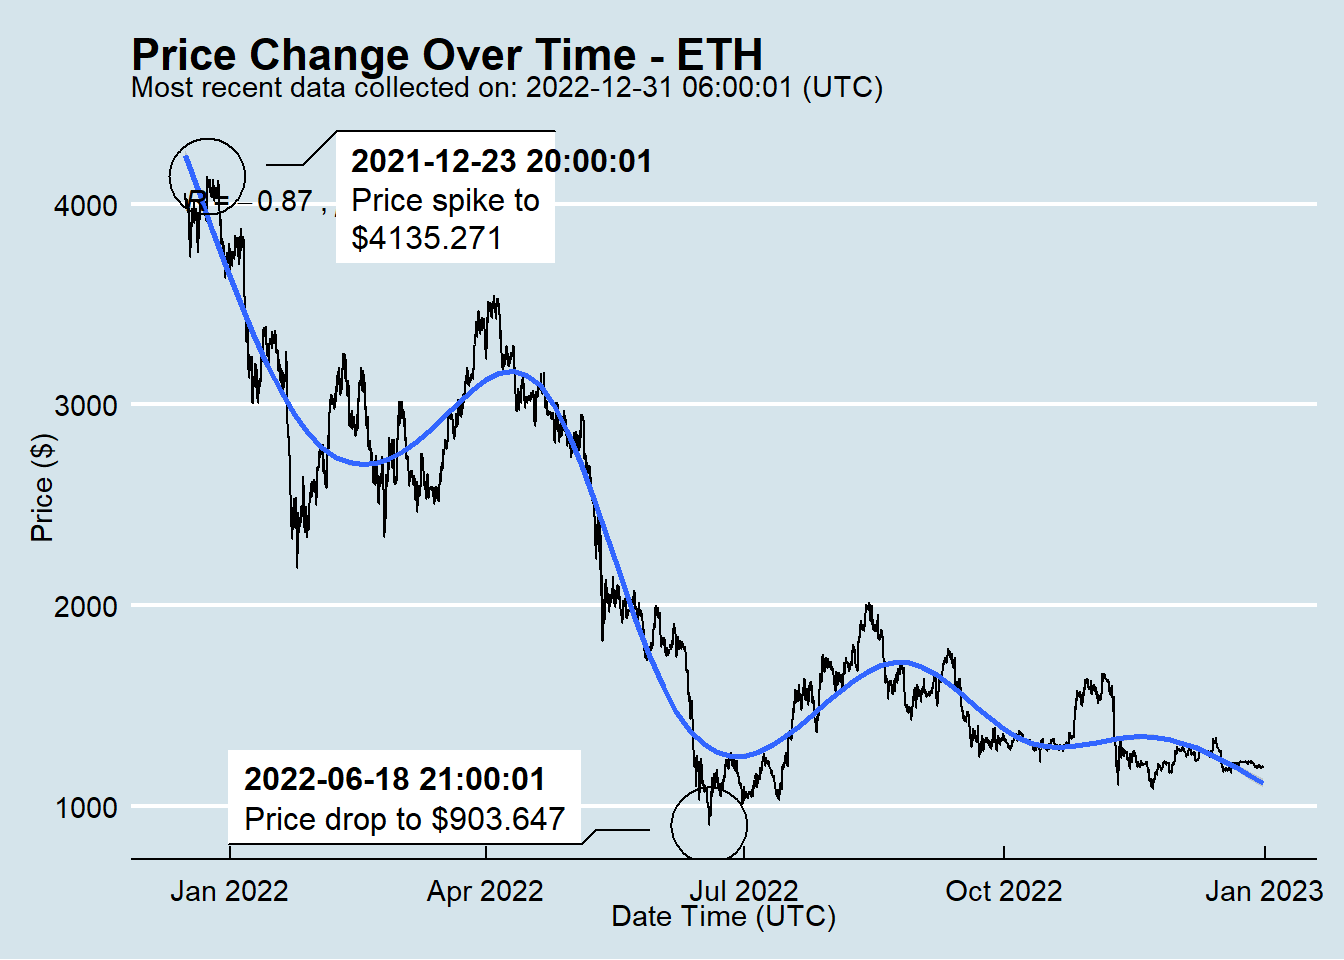 Price Change Over Time - ETH
Most recent data collected on: 2022-12-31 06:00:01 (UTC)
2021-12-23 20:00:01
Price spike to
$4135.271
R = −0.87 ,
4000
3000
2000
1000
Price ($)
2022-06-18 21:00:01
Price drop to $903.647
Jan 2022 Apr 2022 Jul 2022 Oct 2022 Jan 2023
Date Time (UTC)